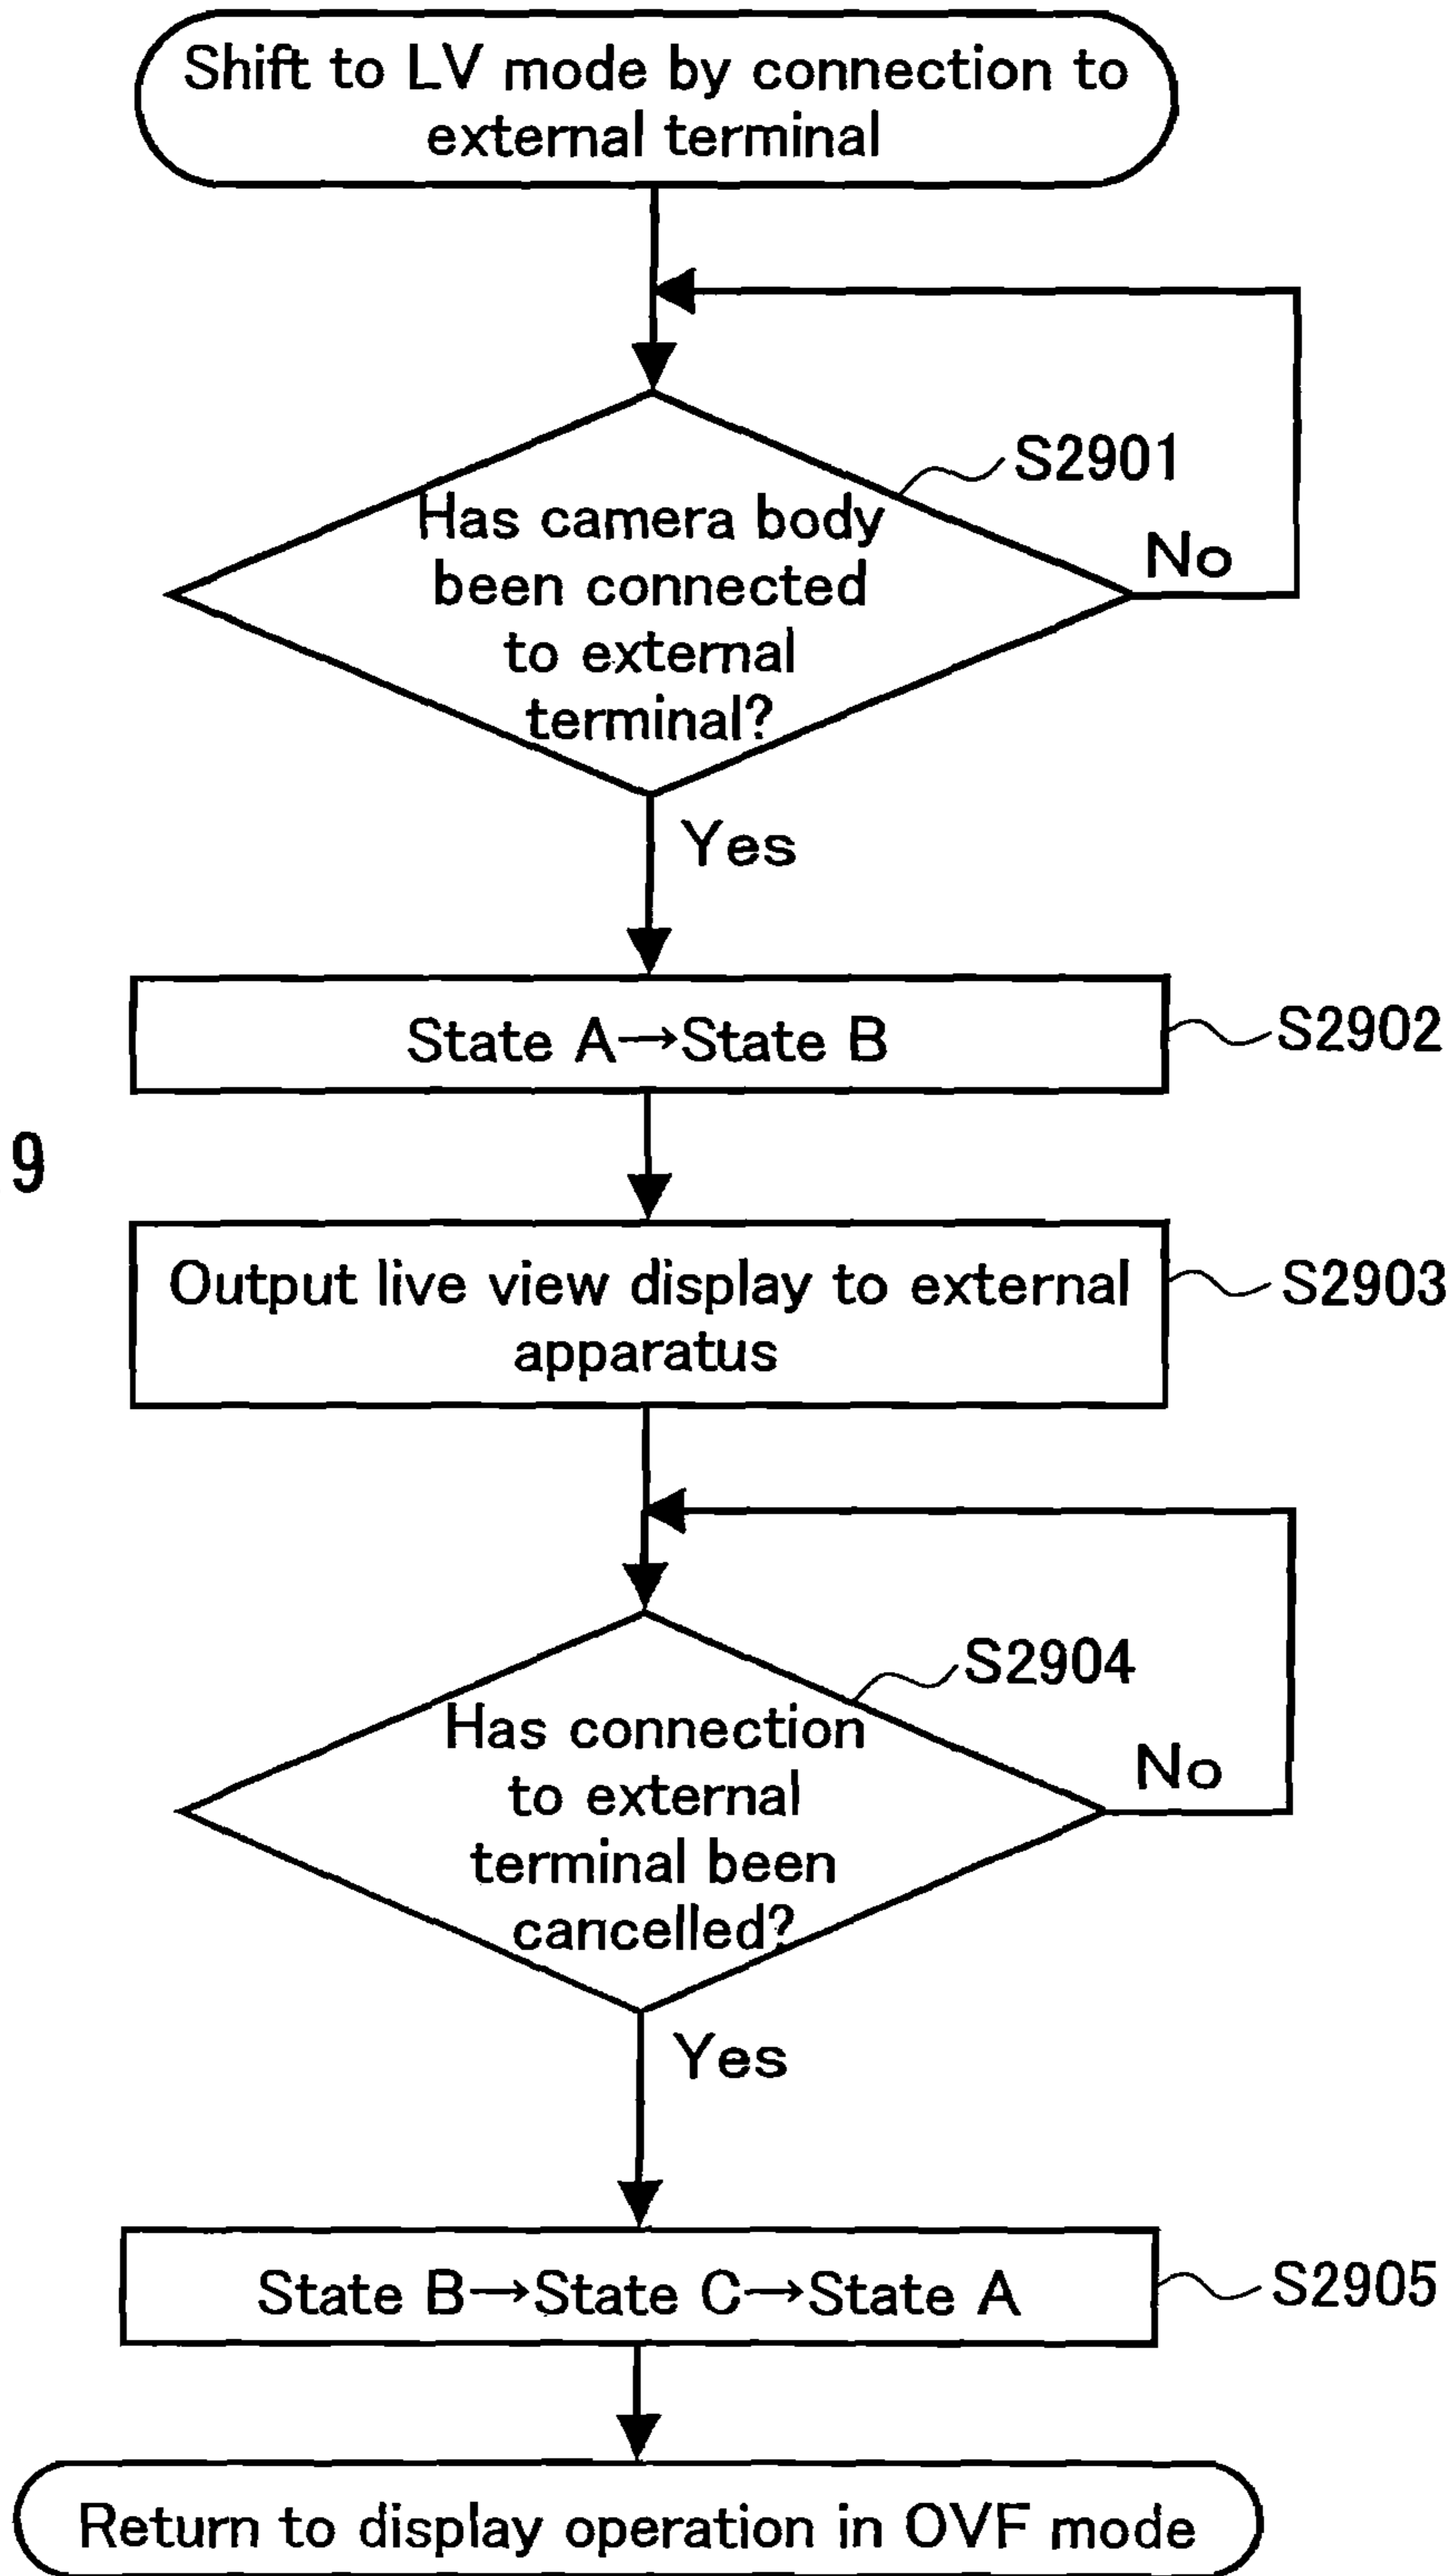 Shift to LV mode by connection to
external terminal
S2901
Has camera body
been connected
to external
terminal?
No
Yes
State A→State B
S2902
9
Output live view display to external
apparatus
S2903
S2904
Has connection
to external
terminal been
cancelled?
No
Yes
State B→State C→State A
S2905
Return to display operation in OVF mode